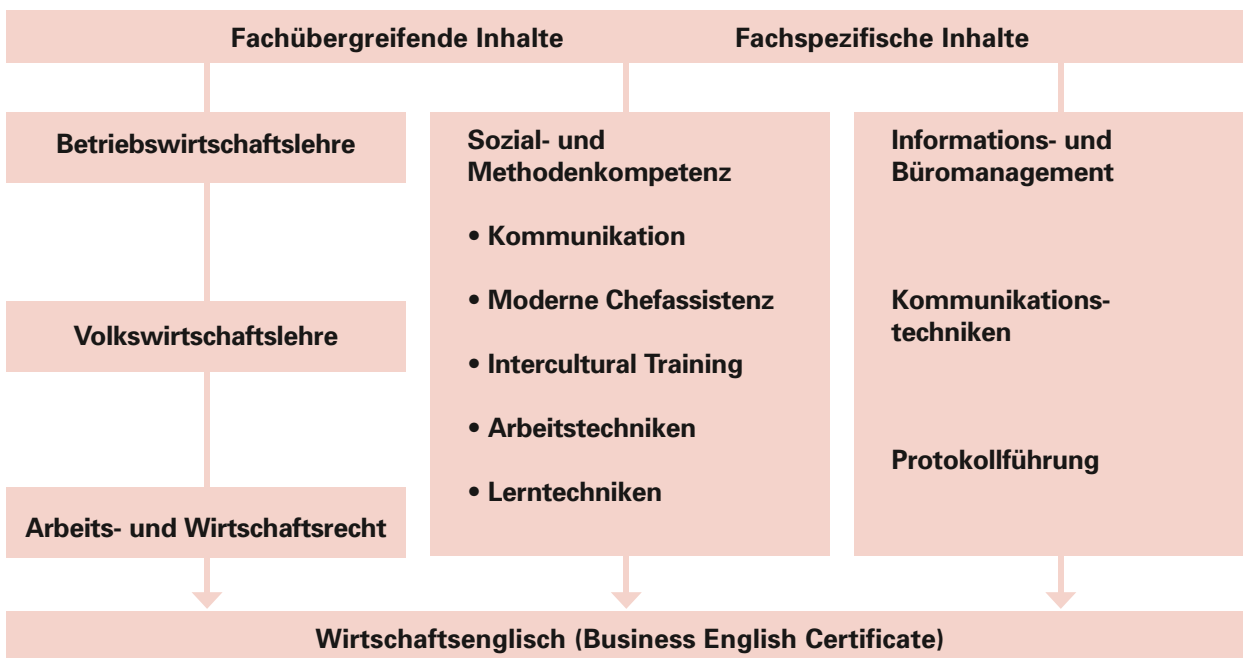 Fachübergreifende Inhalte
Fachspezifische Inhalte
Betriebswirtschaftslehre
Volkswirtschaftslehre
Arbeits- und Wirtschaftsrecht
Sozial- und
Methodenkompetenz
• Kommunikation
• Moderne Chefassistenz
• Intercultural Training
• Arbeitstechniken
• Lerntechniken
Informations- und
Büromanagement
Kommunikations-
techniken
Protokollführung
Wirtschaftsenglisch (Business English Certificate)